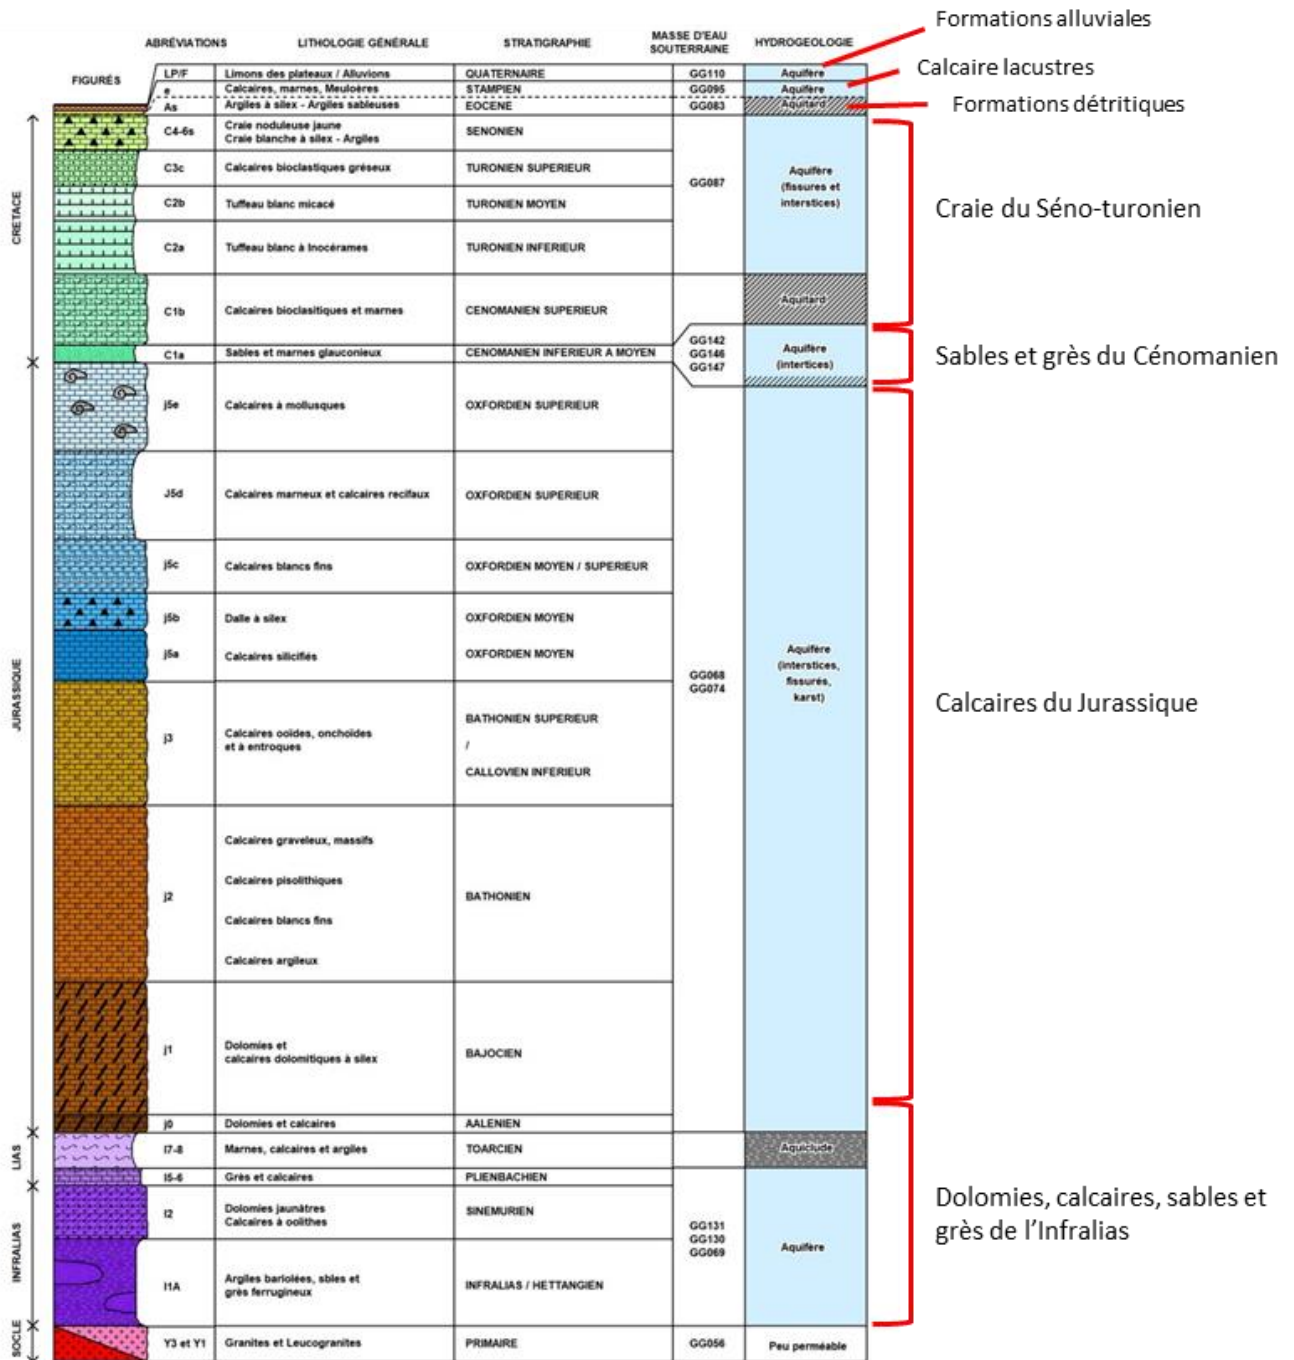 Formations alluviales
ABRÉVIATIONS LITHOLOGIE GÉNÉRALE STRATIGRAPHIE MASSE D'EAU SOUTERRAINE HYDROGEOLOGIE
FIGURÉS
LP/F Limons des plateaux / Alluvions QUATERNAIRE GG110 Aquifère
Calcaire lacustres
e Calcaires, marnes, Meuloères STAMPIEN GG095 Aquifère
As Argiles à silex - Argiles sableuses EOCENE GG083 Aquitard
Formations détritiques
CRETACE
C4-6s Craie noduleuse jaune
Craie blanche à silex - Argiles
SENONIEN
C3c Calcaires bioclastiques gréseux TURONIEN SUPERIEUR
GG087
Aquifère
(fissures et
interstices)
C2b Tuffeau blanc micacé TURONIEN MOYEN
Craie du Séno-turonien
C2a Tuffeau blanc à Inocérames TURONIEN INFERIEUR
C1b Calcaires bioclasitiques et marnes CENOMANIEN SUPERIEUR
Aquitard
C1a Sables et marnes glauconieux CENOMANIEN INFERIEUR A MOYEN
GG142
GG146
GG147
Aquifère
(intertices)
Sables et grès du Cénomanien
JURASSIQUE
j5e Calcaires à mollusques OXFORDIEN SUPERIEUR
J5d Calcaires marneux et calcaires recifaux OXFORDIEN SUPERIEUR
j5c Calcaires blancs fins OXFORDIEN MOYEN / SUPERIEUR
j5b Dalle à silex OXFORDIEN MOYEN
j5a Calcaires silicifiés OXFORDIEN MOYEN
GG068
GG074
Aquifère
(interstices,
fissurés,
karst)
Calcaires du Jurassique
j3 Calcaires ooïdes, onchoïdes
et à entroques
BATHONIEN SUPERIEUR
/
CALLOVIEN INFERIEUR
j2
Calcaires graveleux, massifs
Calcaires pisolithiques
Calcaires blancs fins
Calcaires argileux
BATHONIEN
j1 Dolomies et
calcaires dolomitiques à silex
BAJOCIEN
j0 Dolomies et calcaires AALENIEN
LIAS
l7-8 Marnes, calcaires et argiles TOARCIEN
Aquiclude
l5-6 Grès et calcaires PLIENBACHIEN
INFRALIAS
l2 Dolomies jaunâtres
Calcaires à oolithes
SINEMURIEN
GG131
GG130
GG069
Aquifère
Dolomies, calcaires, sables et
grès de l'Infralias
l1A Argiles bariolées, sbles et
grès ferrugineux
INFRALIAS / HETTANGIEN
SOCLE
Y3 et Y1 Granites et Leucogranites PRIMAIRE GG056 Peu perméable